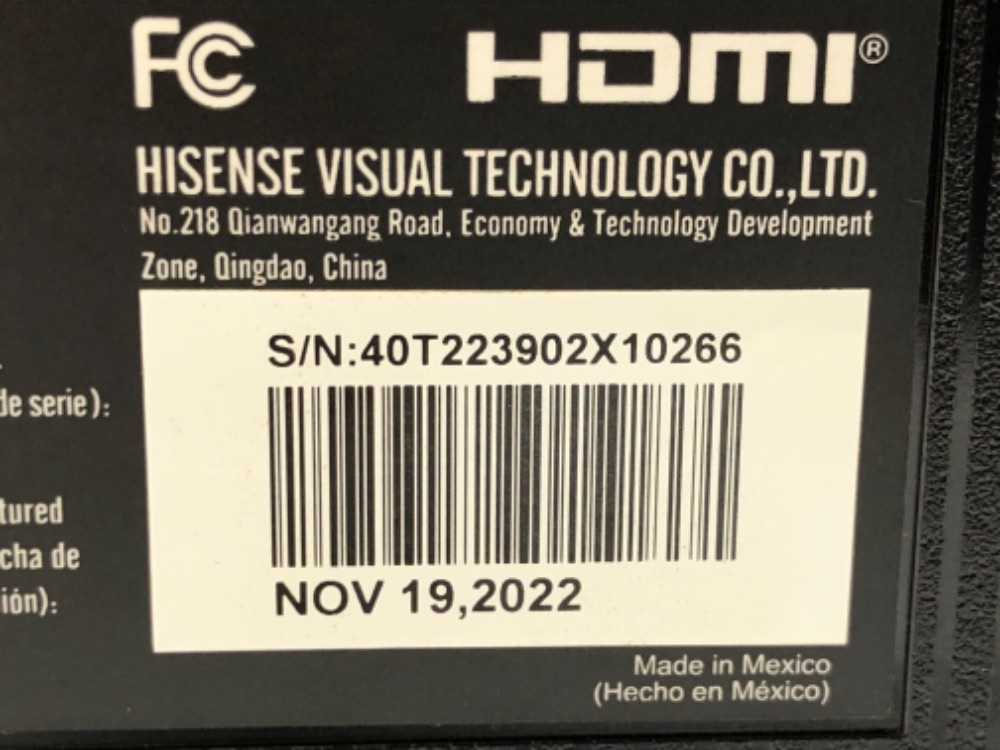 FC HDMI®
HISENSE VISUAL TECHNOLOGY CO.,LTD.
No.218 Qianwangang Road, Economy & Technology Development
Zone, Qingdao, China
S/N:40T223902X10266
de serie):
tured
cha de
ión):
NOV 19,2022
Made in Mexico
(Hecho en México)